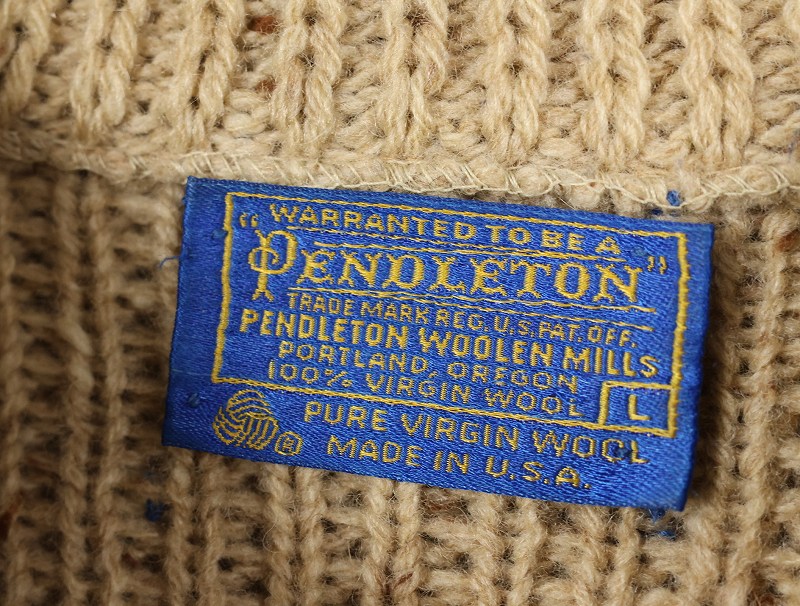 WARRANTED TO BE A
"PENDLETON"
TRADE MARK REG. U.S. PAT. OFF.
PENDLETON WOOLEN MILLS
PORTLAND, OREGON
100% VIRGIN WOOL L
PURE VIRGIN WOOL
® MADE IN U.S.A.